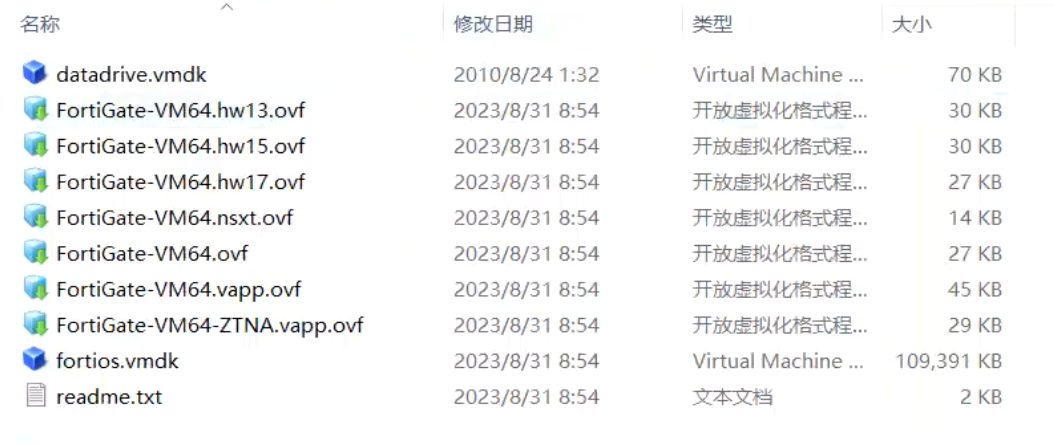 名称 修改日期 类型 大小
datadrive.vmdk 2010/8/24 1:32 Virtual Machine ... 70 KB
FortiGate-VM64.hw13.ovf 2023/8/31 8:54 开放虚拟化格式程... 30 KB
FortiGate-VM64.hw15.ovf 2023/8/31 8:54 开放虚拟化格式程... 30 KB
FortiGate-VM64.hw17.ovf 2023/8/31 8:54 开放虚拟化格式程... 27 KB
FortiGate-VM64.nsxt.ovf 2023/8/31 8:54 开放虚拟化格式程... 14 KB
FortiGate-VM64.ovf 2023/8/31 8:54 开放虚拟化格式程... 27 KB
FortiGate-VM64.vapp.ovf 2023/8/31 8:54 开放虚拟化格式程... 45 KB
FortiGate-VM64-ZTNA.vapp.ovf 2023/8/31 8:54 开放虚拟化格式程... 29 KB
fortios.vmdk 2023/8/31 8:54 Virtual Machine ... 109,391 KB
readme.txt 2023/8/31 8:54 文本文档 2 KB